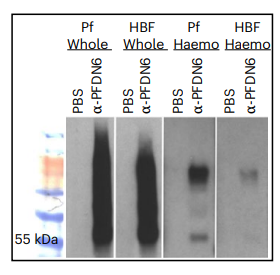 Pf HBF Pf HBF
Whole Whole Haemo Haemo
PBS α-PFDN6 PBS α-PFDN6 PBS α-PFDN6 PBS α-PFDN6
55 kDa